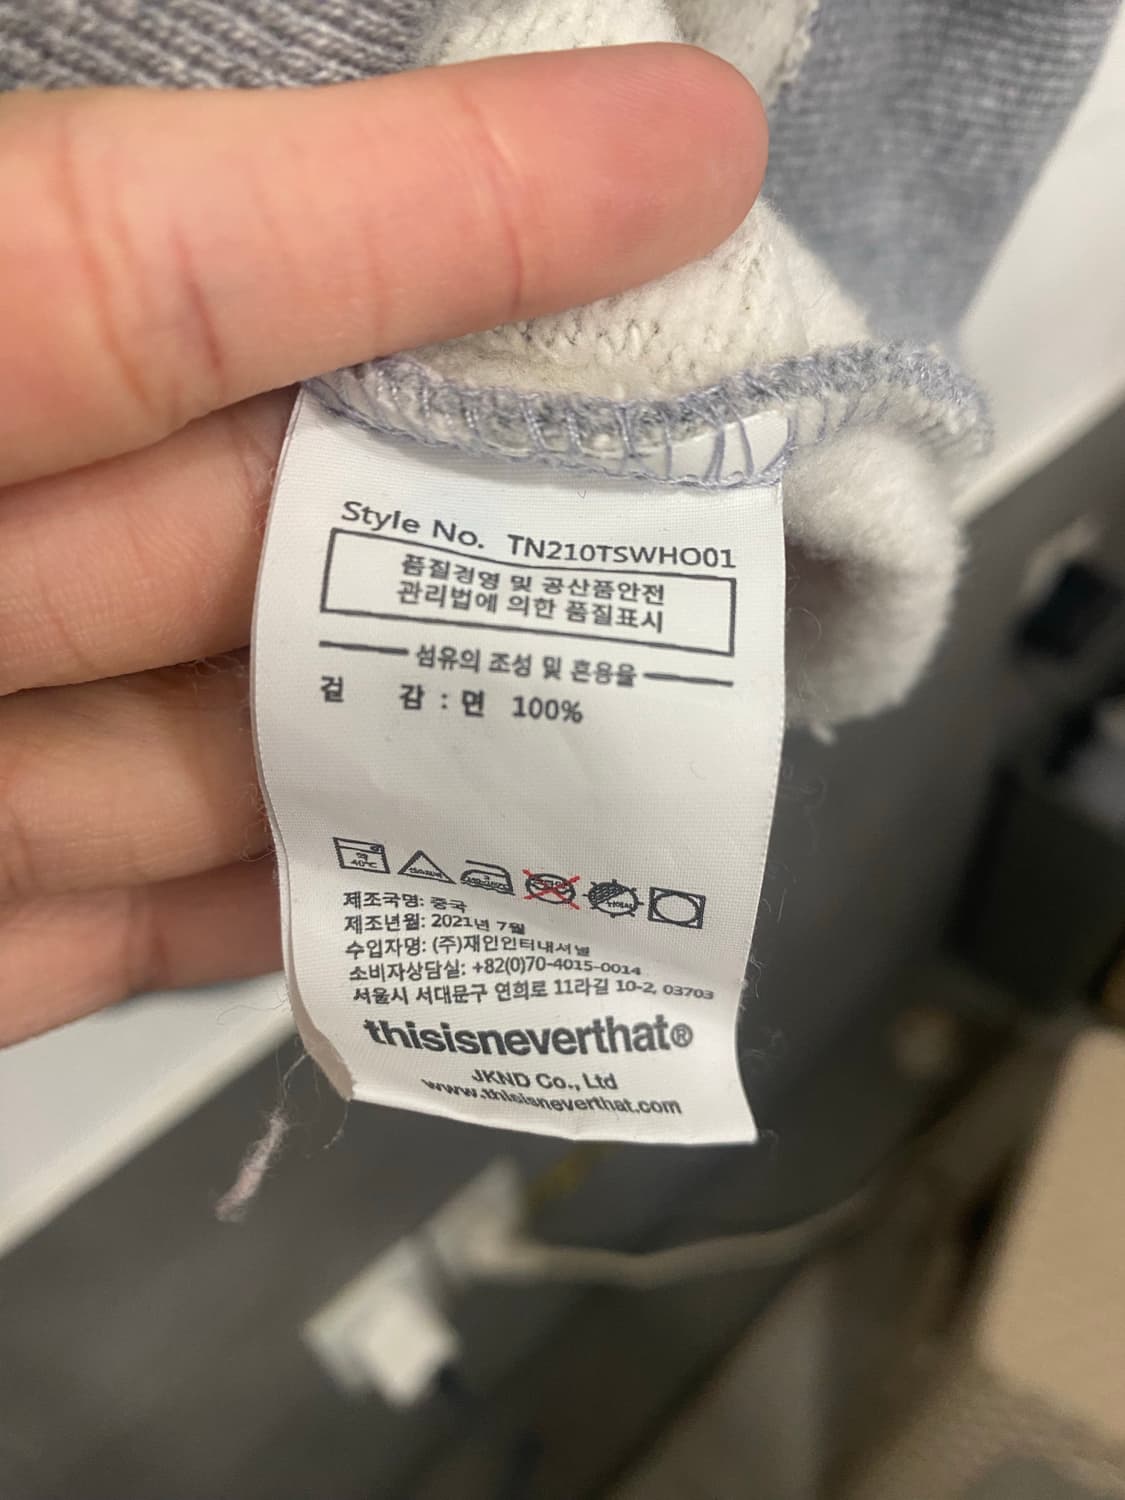 Style No. TN210TSWHO01
품질경영 및 공산품안전
관리법에 의한 품질표시
섬유의 조성 및 혼용율
겉 감 : 면 100%
40℃
제조국명: 중국
제조년월: 2021년 7월
수입자명: (주)제인인터내셔널
소비자상담실: +82(0)70-4015-0014
서울시 서대문구 연희로 11라길 10-2, 03703
thisisneverthat®
JKND Co., Ltd
www.thisisneverthat.com